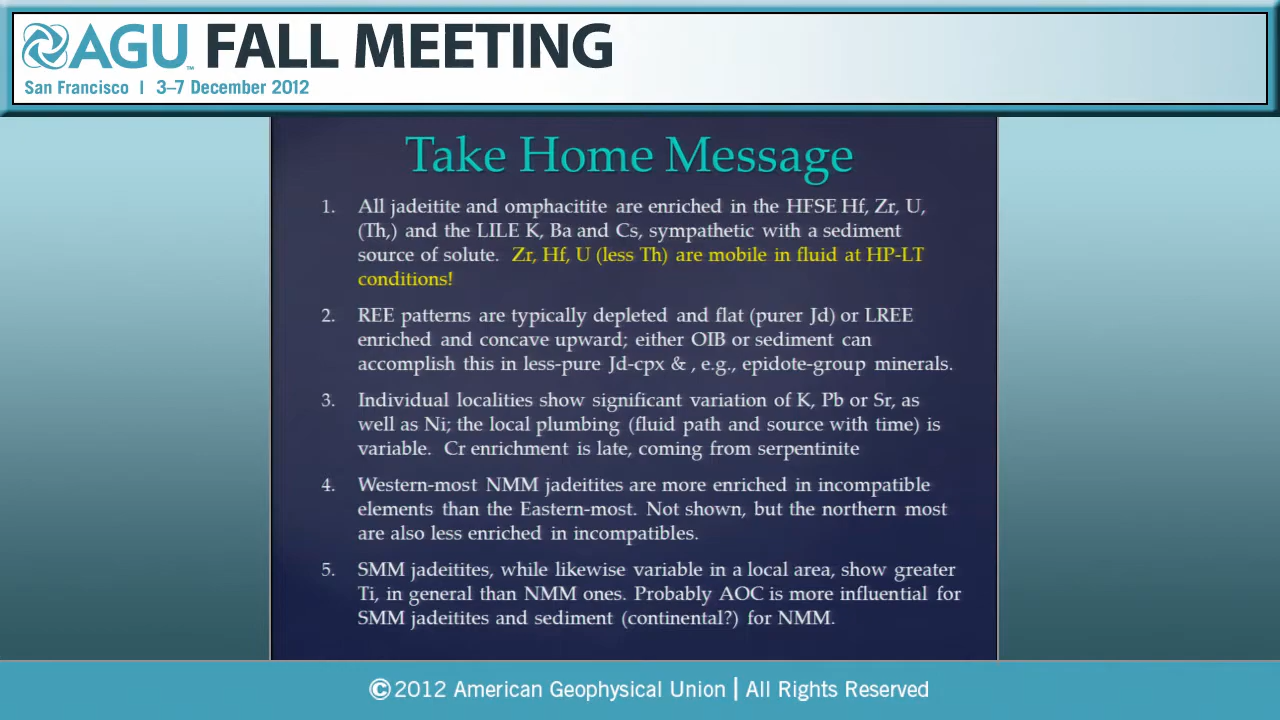 AGU™ FALL MEETING
San Francisco | 3–7 December 2012
Take Home Message
1. All jadeitite and omphacitite are enriched in the HFSE Hf, Zr, U,
(Th,) and the LILE K, Ba and Cs, sympathetic with a sediment
source of solute. Zr, Hf, U (less Th) are mobile in fluid at HP-LT
conditions!
2. REE patterns are typically depleted and flat (purer Jd) or LREE
enriched and concave upward; either OIB or sediment can
accomplish this in less-pure Jd-cpx & , e.g., epidote-group minerals.
3. Individual localities show significant variation of K, Pb or Sr, as
well as Ni; the local plumbing (fluid path and source with time) is
variable. Cr enrichment is late, coming from serpentinite
4. Western-most NMM jadeitites are more enriched in incompatible
elements than the Eastern-most. Not shown, but the northern most
are also less enriched in incompatibles.
5. SMM jadeitites, while likewise variable in a local area, show greater
Ti, in general than NMM ones. Probably AOC is more influential for
SMM jadeitites and sediment (continental?) for NMM.
©2012 American Geophysical Union | All Rights Reserved